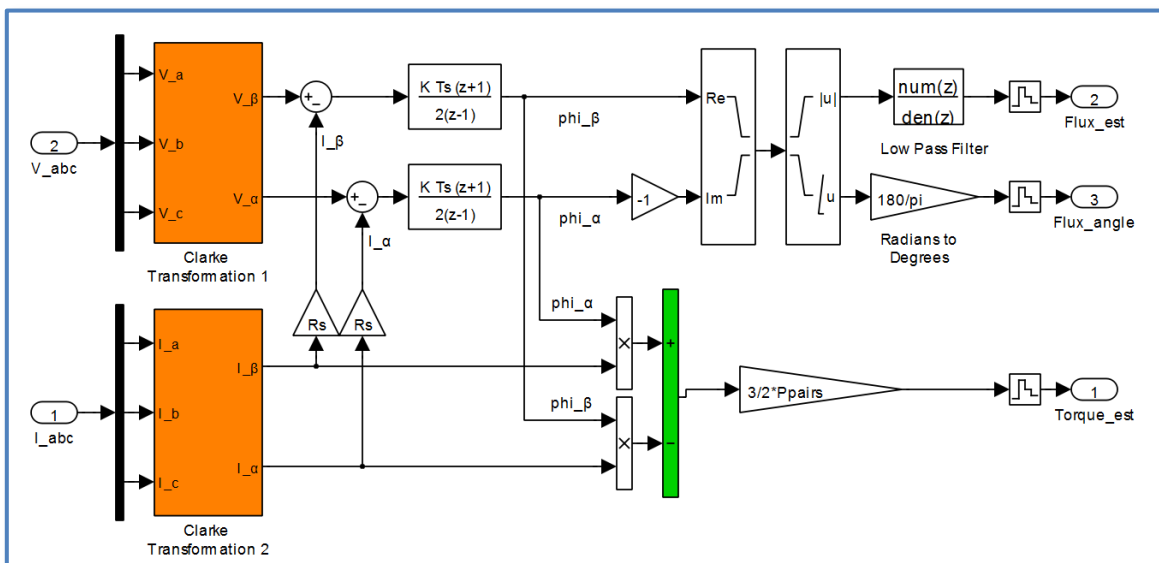 V_a
V_β
V_b
V_α
V_c
Clarke
Transformation 1
2
V_abc
+
−
I_β
+
−
I_α
K Ts (z+1)
2(z-1)
phi_β
K Ts (z+1)
2(z-1)
phi_α
-1
Re
Im
|u|
∠u
num(z)
den(z)
Low Pass Filter
2
Flux_est
180/pi
Radians to
Degrees
3
Flux_angle
Rs
Rs
phi_α
×
phi_β
×
+
−
3/2*Ppairs
1
Torque_est
I_a
I_β
I_b
I_α
I_c
Clarke
Transformation 2
1
I_abc